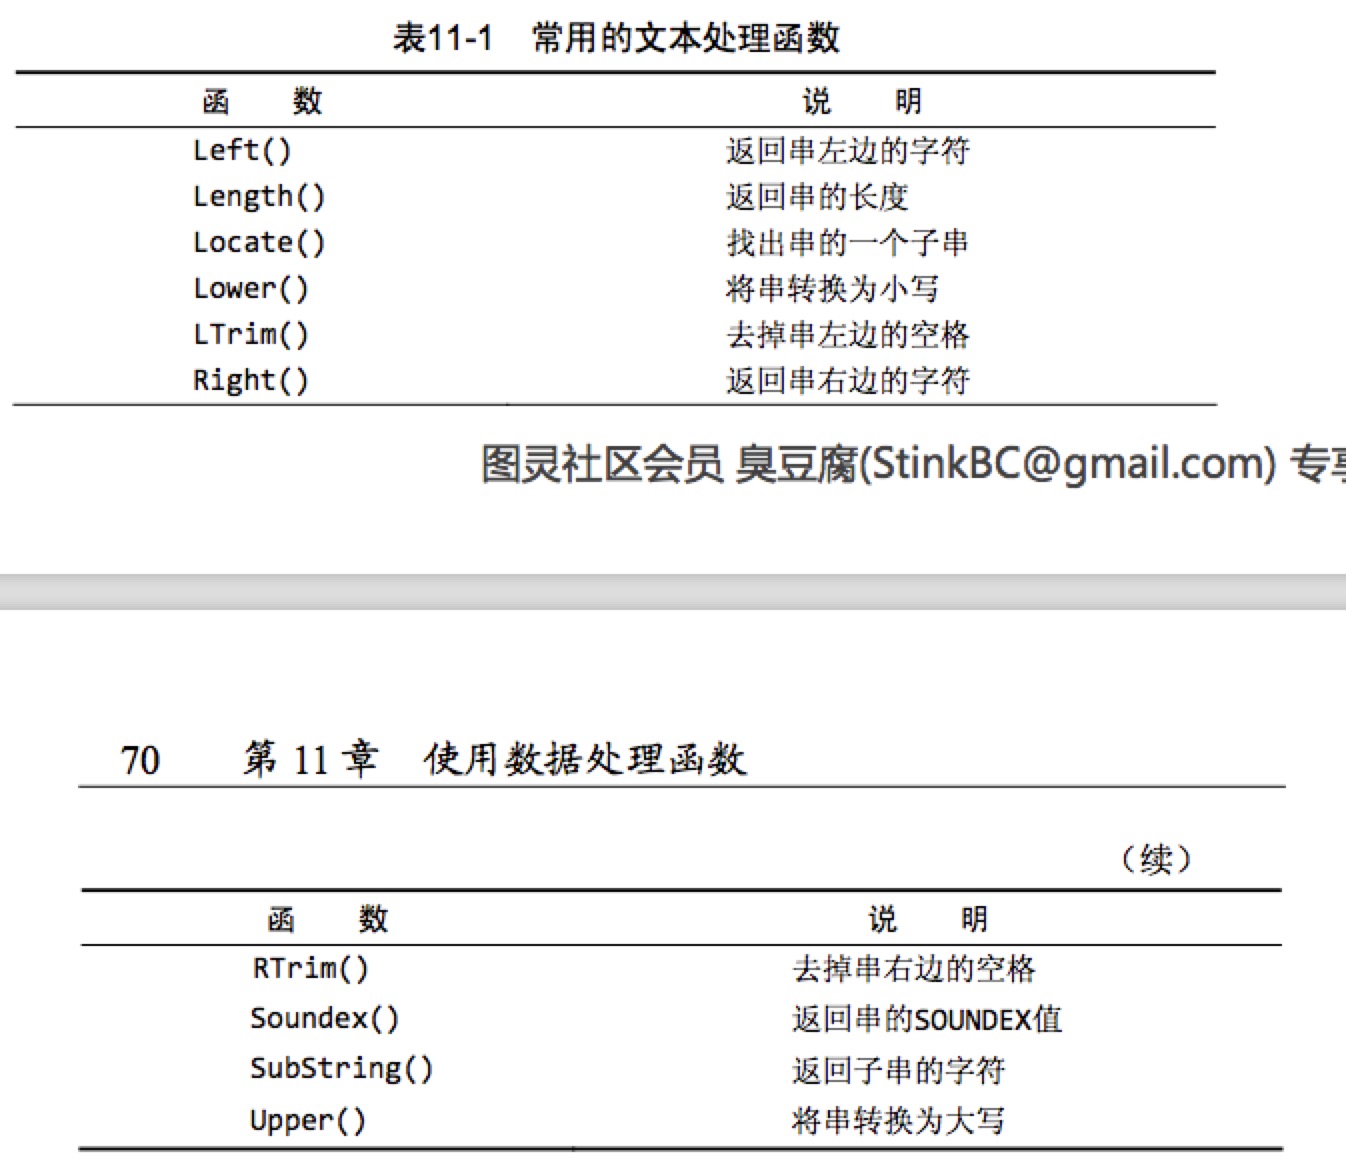 表11-1 常用的文本处理函数
函 数 说 明
Left() 返回串左边的字符
Length() 返回串的长度
Locate() 找出串的一个子串
Lower() 将串转换为小写
LTrim() 去掉串左边的空格
Right() 返回串右边的字符
图灵社区会员 臭豆腐(StinkBC@gmail.com) 专享
70 第 11 章 使用数据处理函数
（续）
函 数 说 明
RTrim() 去掉串右边的空格
Soundex() 返回串的SOUNDEX值
SubString() 返回子串的字符
Upper() 将串转换为大写